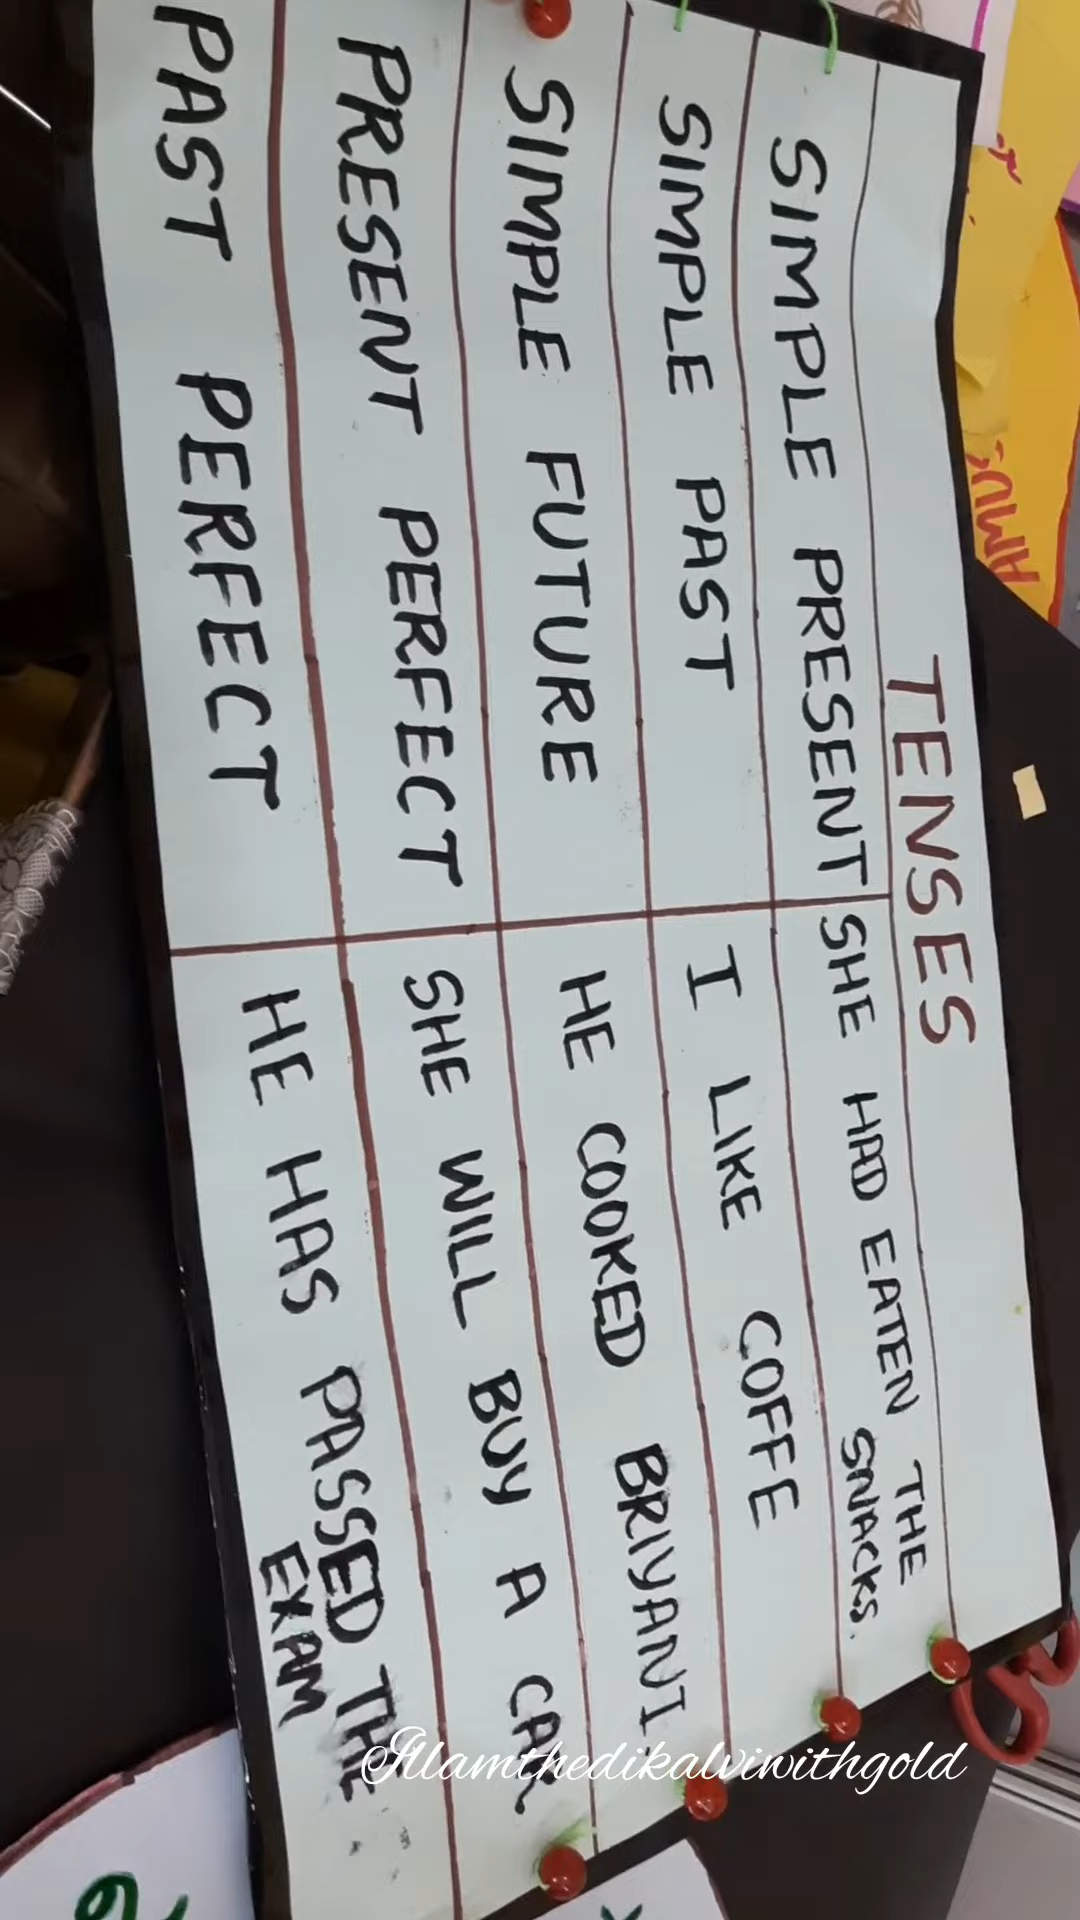 TENSES
SIMPLE PRESENT
SHE HAD EATEN THE
SNACKS.
SIMPLE PAST
I LIKE COFFE
SIMPLE FUTURE
HE COOKED BRIYANI.
PRESENT PERFECT
SHE WILL BUY A CAR.
PAST PERFECT
HE HAS PASSED THE
EXAM
Illamthedikalviwithgold